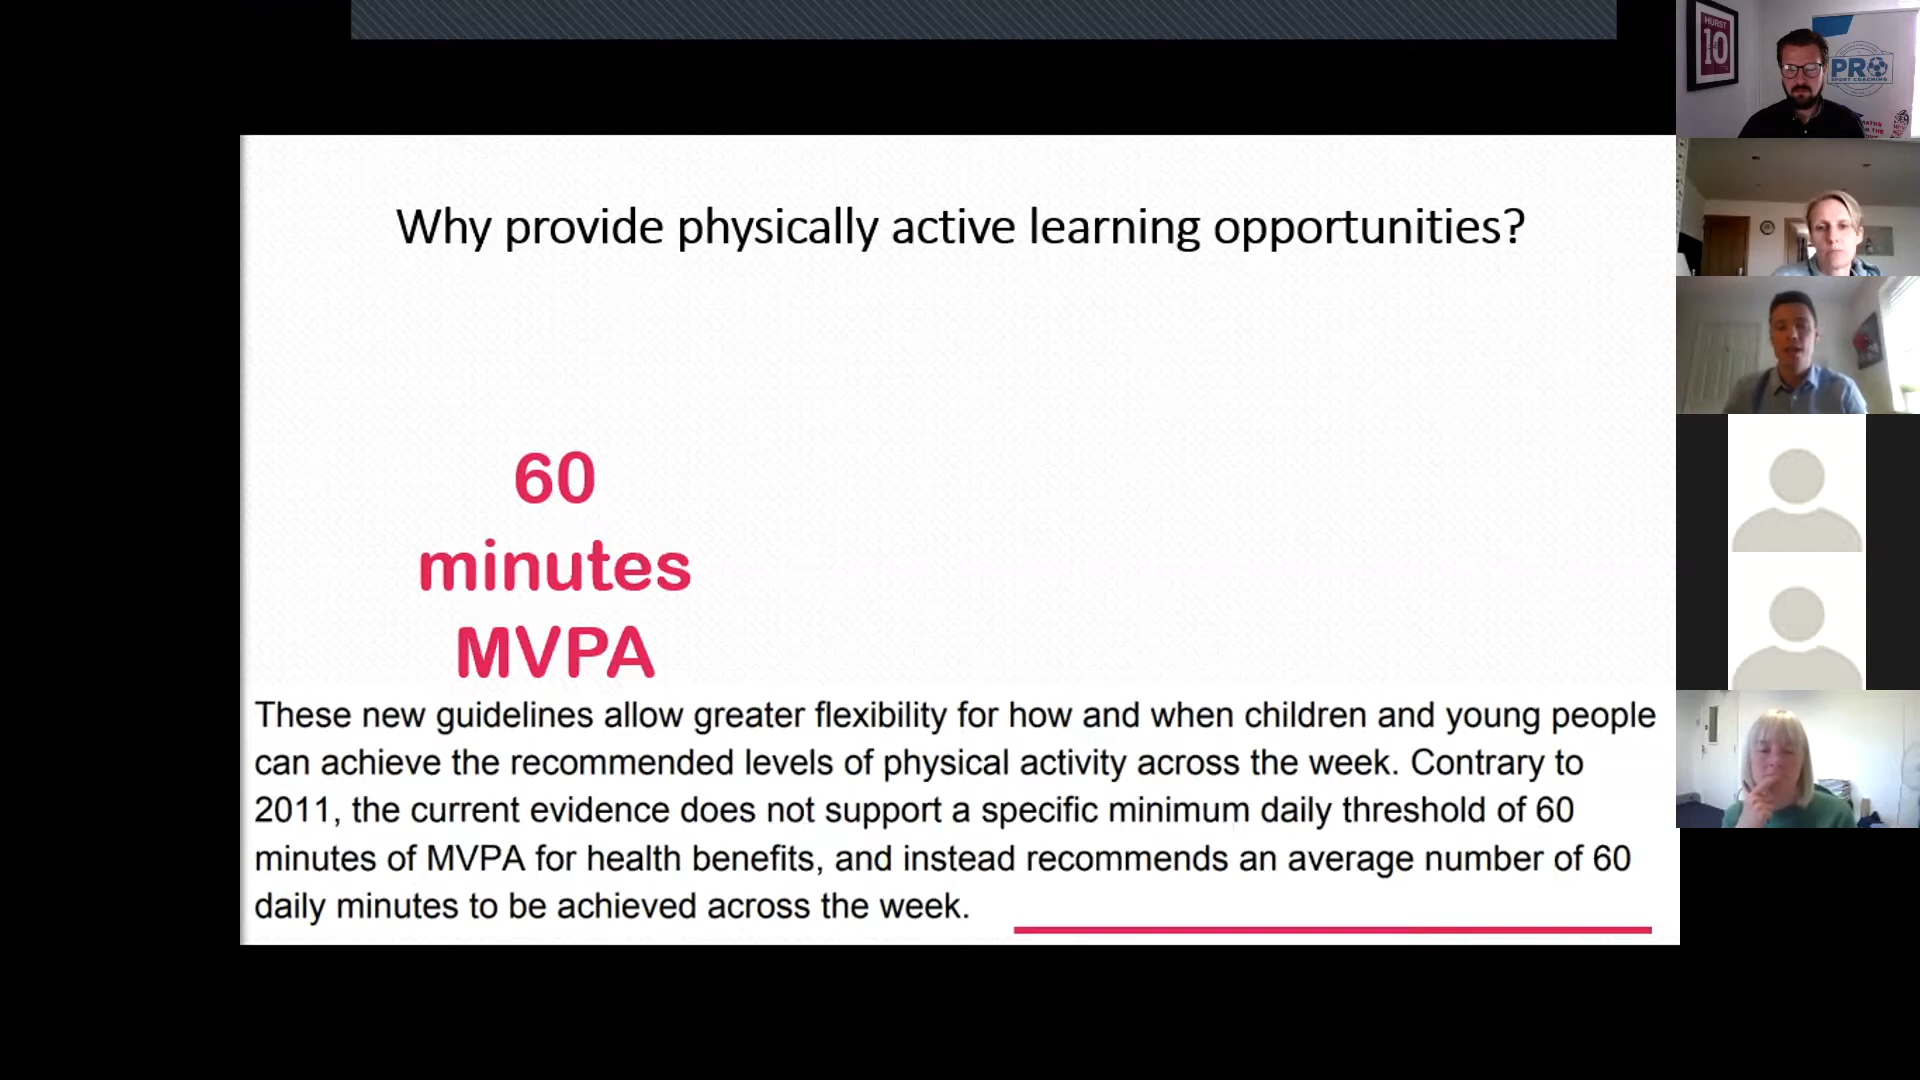 Why provide physically active learning opportunities?
60
minutes
MVPA
These new guidelines allow greater flexibility for how and when children and young people
can achieve the recommended levels of physical activity across the week. Contrary to
2011, the current evidence does not support a specific minimum daily threshold of 60
minutes of MVPA for health benefits, and instead recommends an average number of 60
daily minutes to be achieved across the week.
HURST
10
PRO
SPORT COACHING